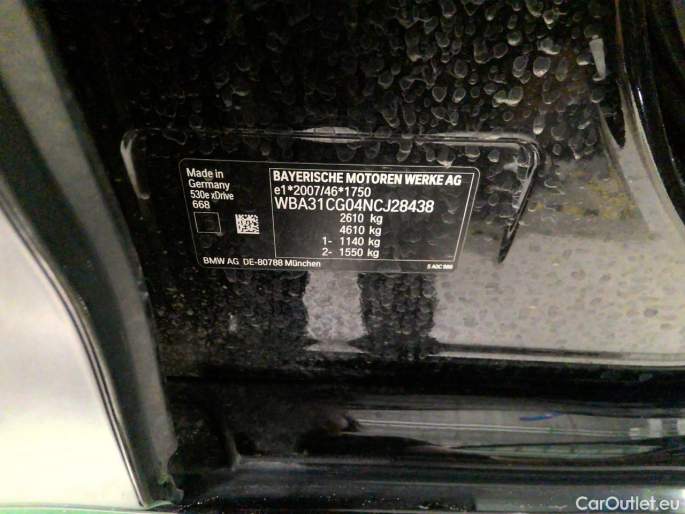 Made in
Germany
530e xDrive
668
BMW AG DE-80788 München
BAYERISCHE MOTOREN WERKE AG
e1*2007/46*1750
WBA31CG04NCJ28438
2610 kg
4610 kg
1- 1140 kg
2- 1550 kg
CarOutlet.eu